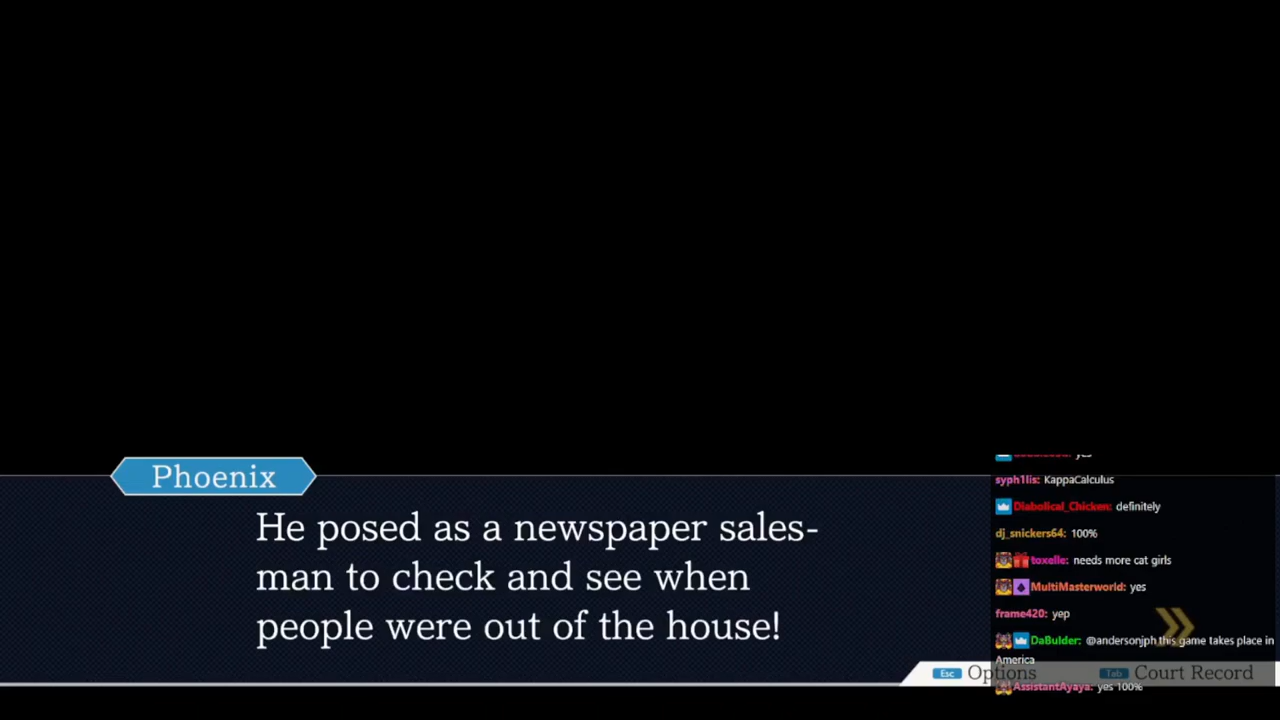 Phoenix
He posed as a newspaper sales-
man to check and see when
people were out of the house!
syph1lis: KappaCalculus
Diabolical_Chicken: definitely
dj_snickers64: 100%
toxelle: needs more cat girls
MultiMasterworld: yes
frame420: yep
DaBulder: @andersonjph this game takes place in
America
Esc Options Tab Court Record
AssistantAyaya: yes 100%